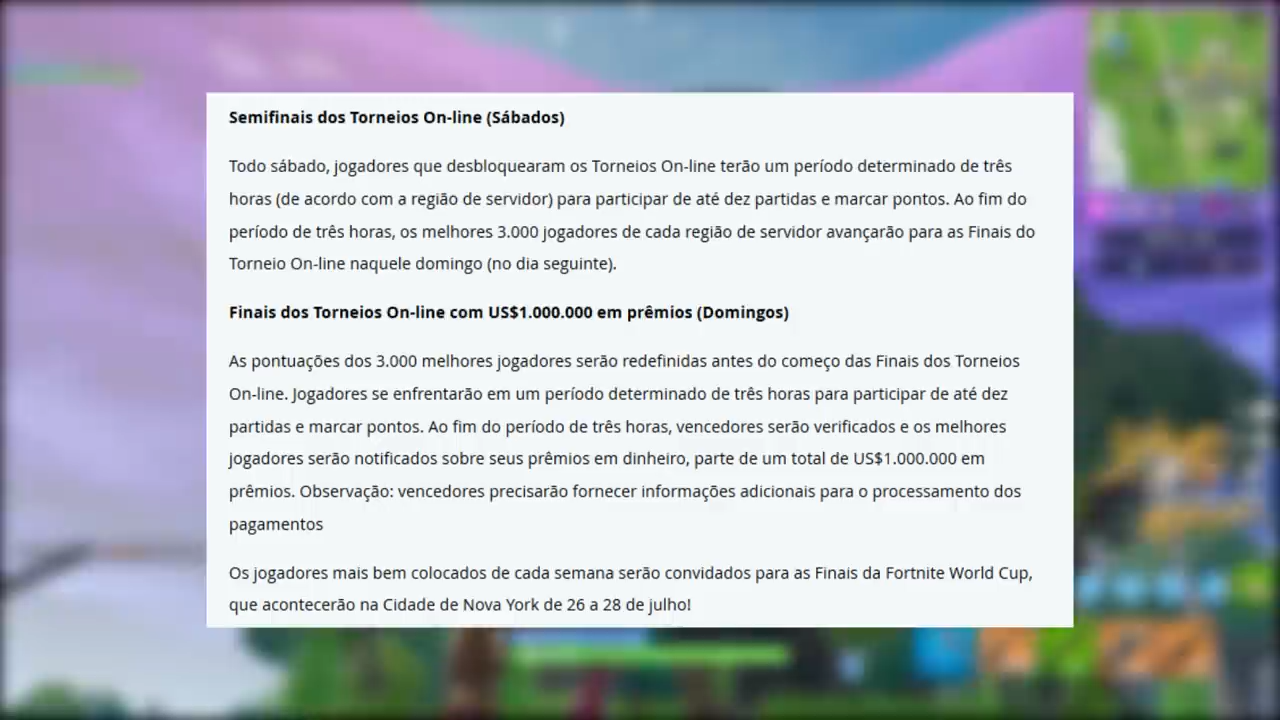 Semifinais dos Torneios On-line (Sábados)
Todo sábado, jogadores que desbloquearam os Torneios On-line terão um período determinado de três
horas (de acordo com a região de servidor) para participar de até dez partidas e marcar pontos. Ao fim do
período de três horas, os melhores 3.000 jogadores de cada região de servidor avançarão para as Finais do
Torneio On-line naquele domingo (no dia seguinte).
Finais dos Torneios On-line com US$1.000.000 em prêmios (Domingos)
As pontuações dos 3.000 melhores jogadores serão redefinidas antes do começo das Finais dos Torneios
On-line. Jogadores se enfrentarão em um período determinado de três horas para participar de até dez
partidas e marcar pontos. Ao fim do período de três horas, vencedores serão verificados e os melhores
jogadores serão notificados sobre seus prêmios em dinheiro, parte de um total de US$1.000.000 em
prêmios. Observação: vencedores precisarão fornecer informações adicionais para o processamento dos
pagamentos
Os jogadores mais bem colocados de cada semana serão convidados para as Finais da Fortnite World Cup,
que acontecerão na Cidade de Nova York de 26 a 28 de julho!